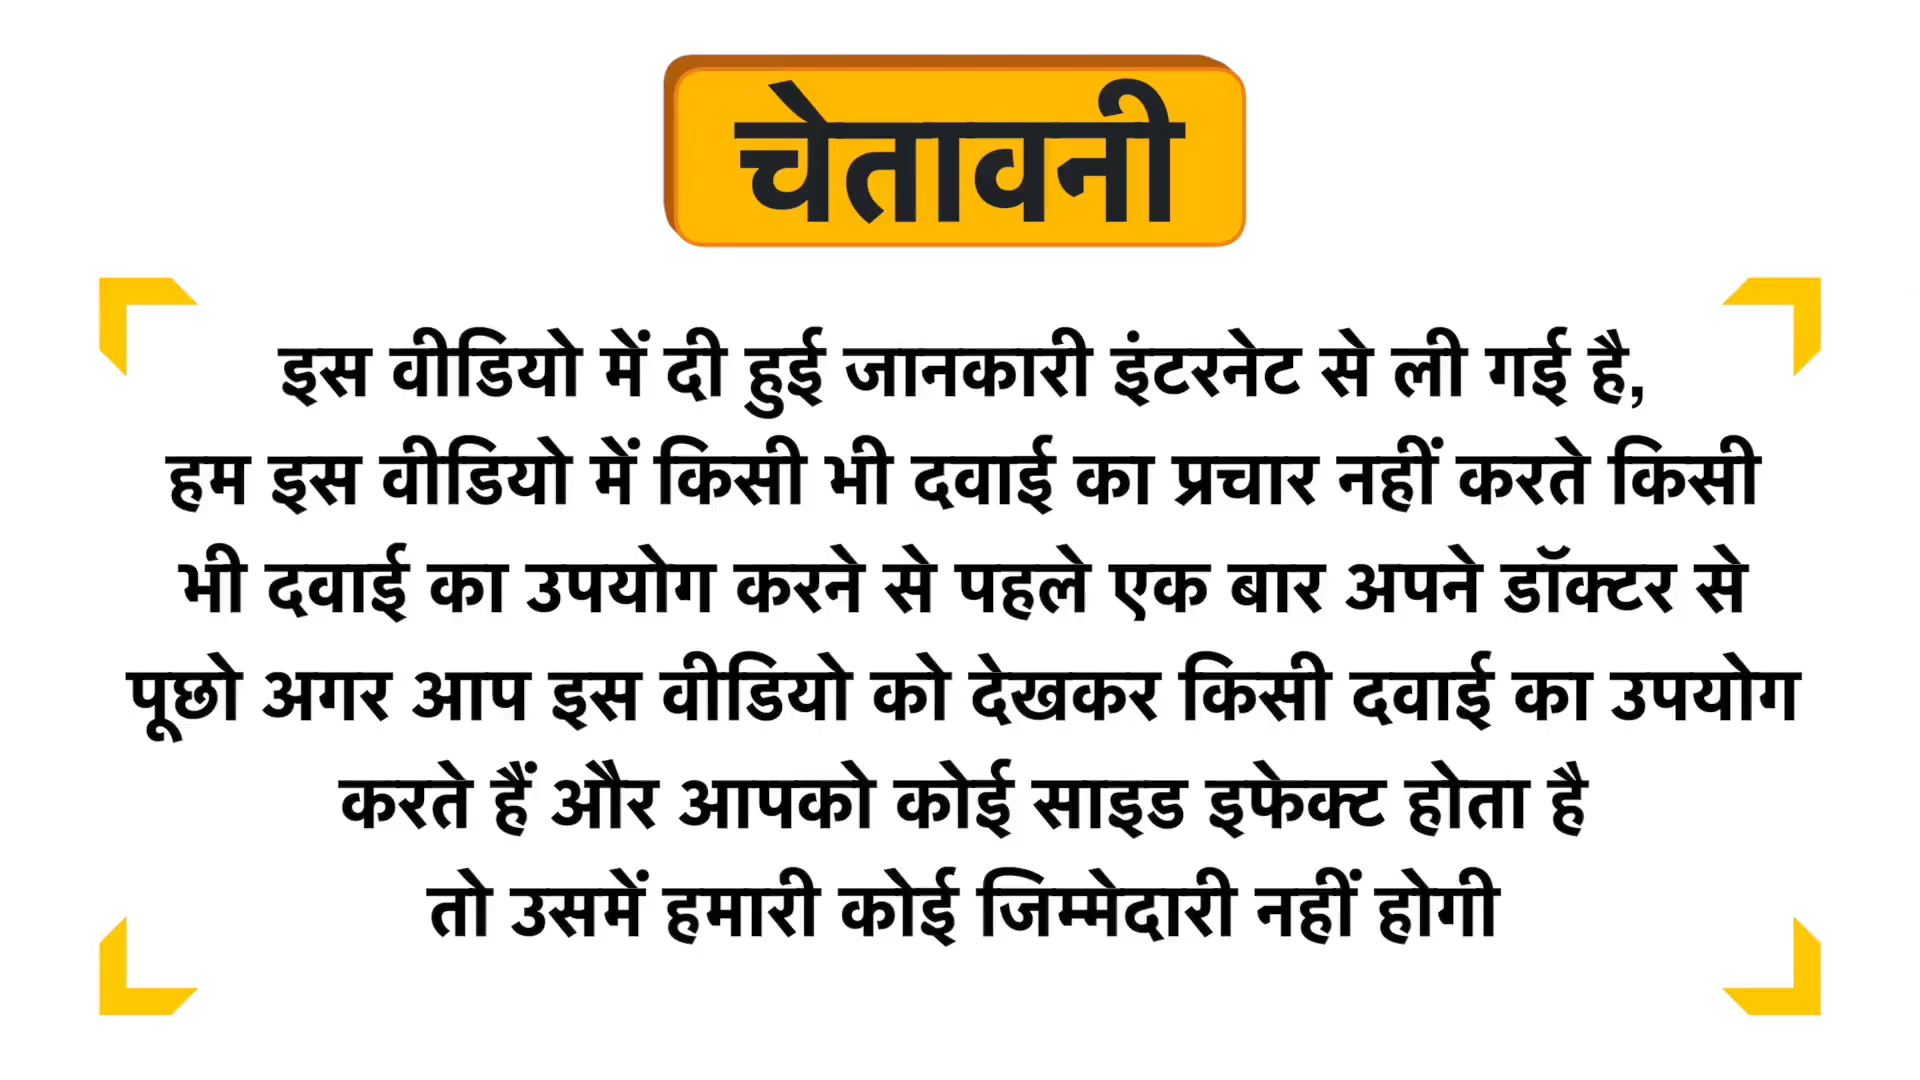 चेतावनी
इस वीडियो में दी हुई जानकारी इंटरनेट से ली गई है,
हम इस वीडियो में किसी भी दवाई का प्रचार नहीं करते किसी
भी दवाई का उपयोग करने से पहले एक बार अपने डॉक्टर से
पूछो अगर आप इस वीडियो को देखकर किसी दवाई का उपयोग
करते हैं और आपको कोई साइड इफेक्ट होता है
तो उसमें हमारी कोई जिम्मेदारी नहीं होगी